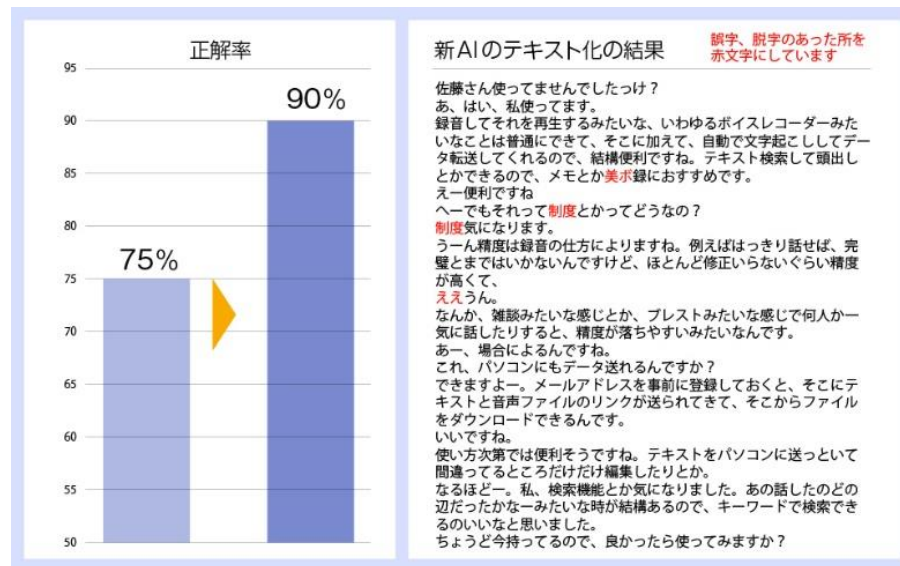 正解率
95
90
85
80
75
70
65
60
55
50
75%
90%
新AIのテキスト化の結果
誤字、脱字のあった所を
赤文字にしています
佐藤さん使ってませんでしたっけ？
あ、はい、私使ってます。
録音してそれを再生するみたいな、いわゆるボイスレコーダーみた
いなことは普通にできて、そこに加えて、自動で文字起こししてデー
タ転送してくれるので、結構便利ですね。テキスト検索して頭出し
とかできるので、メモとか美ボ録におすすめです。
えー便利ですね
へーでもそれって制度とかってどうなの？
制度気になります。
うーん精度は録音の仕方によりますね。例えばはっきり話せば、完
璧とまではいかないんですけど、ほとんど修正いらないぐらい精度
が高くて、
ええうん。
なんか、雑談みたいな感じとか、ブレストみたいな感じで何人か一
気に話したりすると、精度が落ちやすいみたいなんです。
あー、場合によるんですね。
これ、パソコンにもデータ送れるんですか？
できますよー。メールアドレスを事前に登録しておくと、そこにテ
キストと音声ファイルのリンクが送られてきて、そこからファイル
をダウンロードできるんです。
いいですね。
使い方次第では便利そうですね。テキストをパソコンに送っといて
間違ってるところだけだけ編集したりとか。
なるほどー。私、検索機能とか気になりました。あの話したのどの
辺だったかなーみたいな時が結構あるので、キーワードで検索でき
るのいいなと思いました。
ちょうど今持ってるので、良かったら使ってみますか？